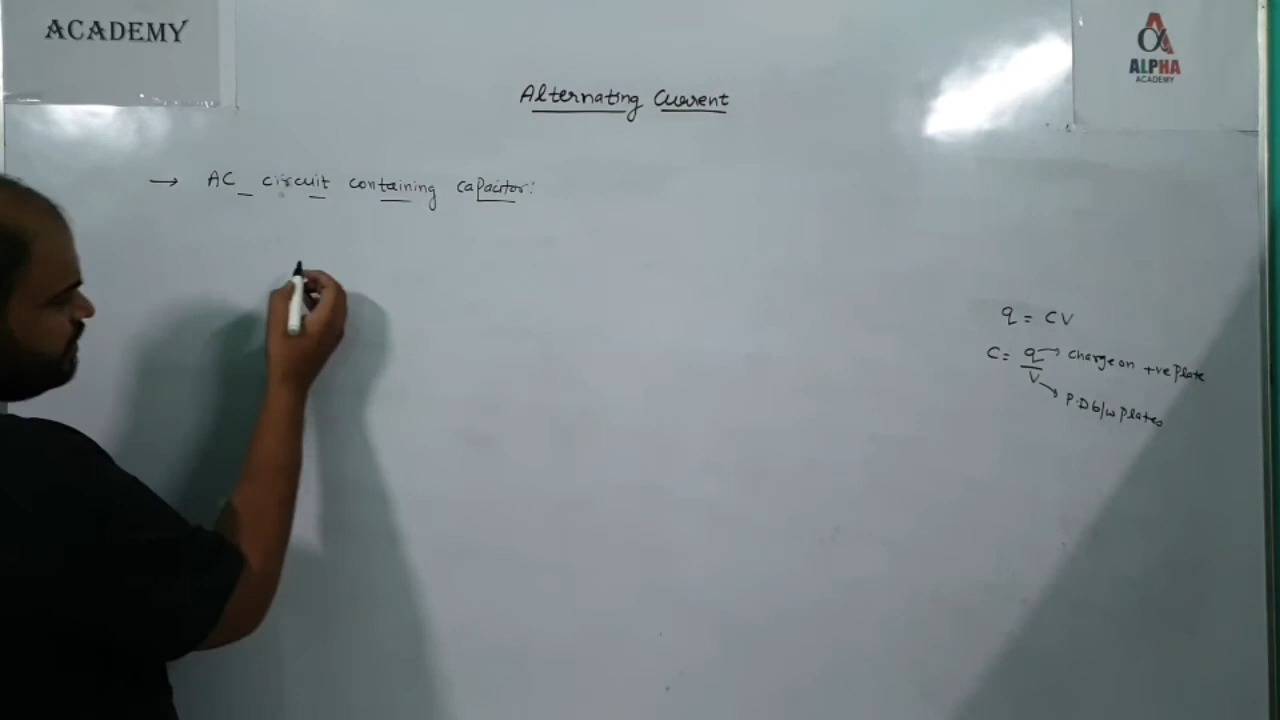 ACADEMY
ALPHA
ACADEMY
Alternating Current
→ AC circuit containing capacitor:
q = CV
C = q/V
→ charge on +ve Plate
→ P.D b/w Plates